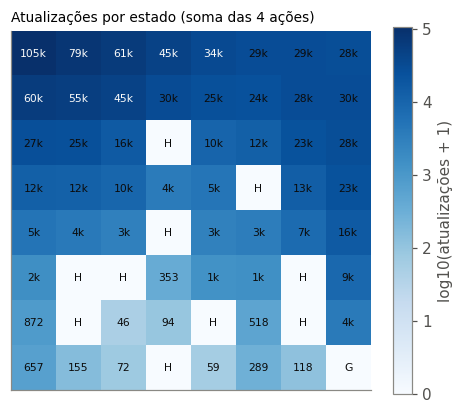 Atualizações por estado (soma das 4 ações)
105k 79k 61k 45k 34k 29k 29k 28k
60k 55k 45k 30k 25k 24k 28k 30k
27k 25k 16k H 10k 12k 23k 28k
12k 12k 10k 4k 5k H 13k 23k
5k 4k 3k H 3k 3k 7k 16k
2k H H 353 1k 1k H 9k
872 H 46 94 H 518 H 4k
657 155 72 H 59 289 118 G
5
4
3
2
1
0
log10(atualizações + 1)